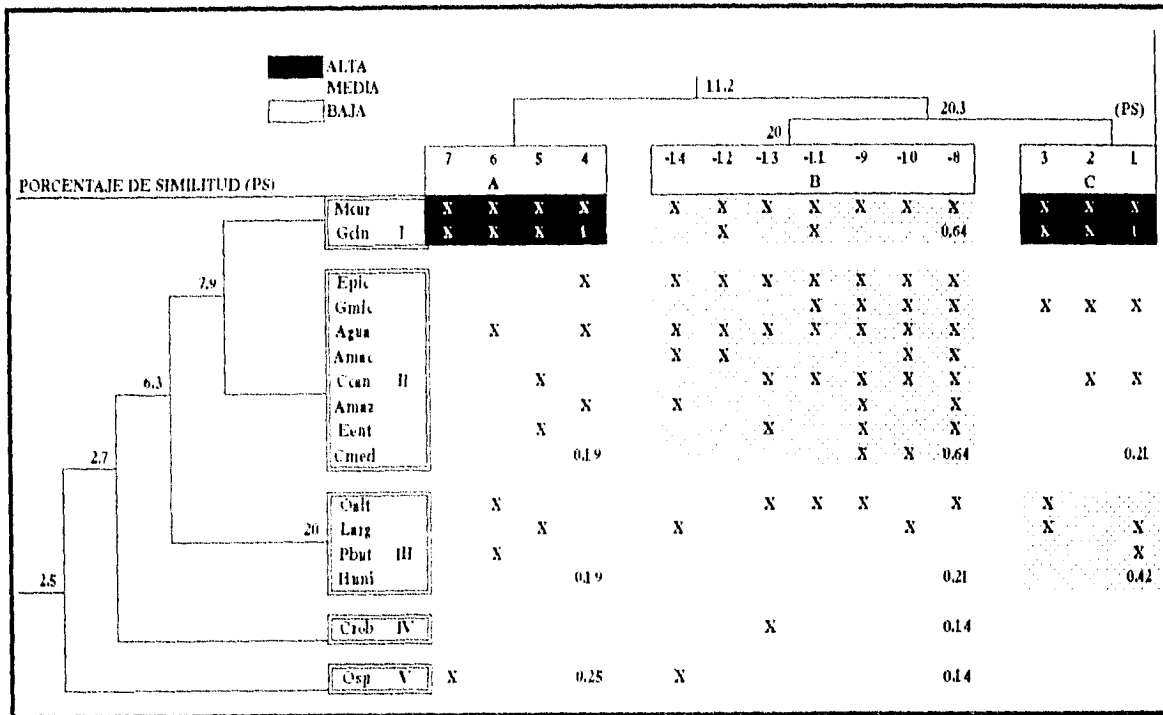 ALTA
MEDIA
BAJA
11.2
20.3 (PS)
20
7 6 5 4 -14 -12 -13 -11 -9 -10 -8 3 2 1
A B C
PORCENTAJE DE SIMILITUD (PS)
Mcur X X X X X X X X X X X X X X
Gcin I X X X 1 X X 0.64 X X 1
7.9
Epic X X X X X X X X
Gmic X X X X X X X
Agua X X X X X X X X X
Amac X X X X
Ccan II X X X X X X X X
6.3
Amaz X X X X
Eent X X X X
Cmed 0.19 X X 0.64 0.21
2.7
Oalt X X X X X X
20 Larg X X X X X
Pbut III X X
Huni 0.19 0.21 0.42
2.5
Crob IV X 0.14
Osp V X 0.25 X 0.14